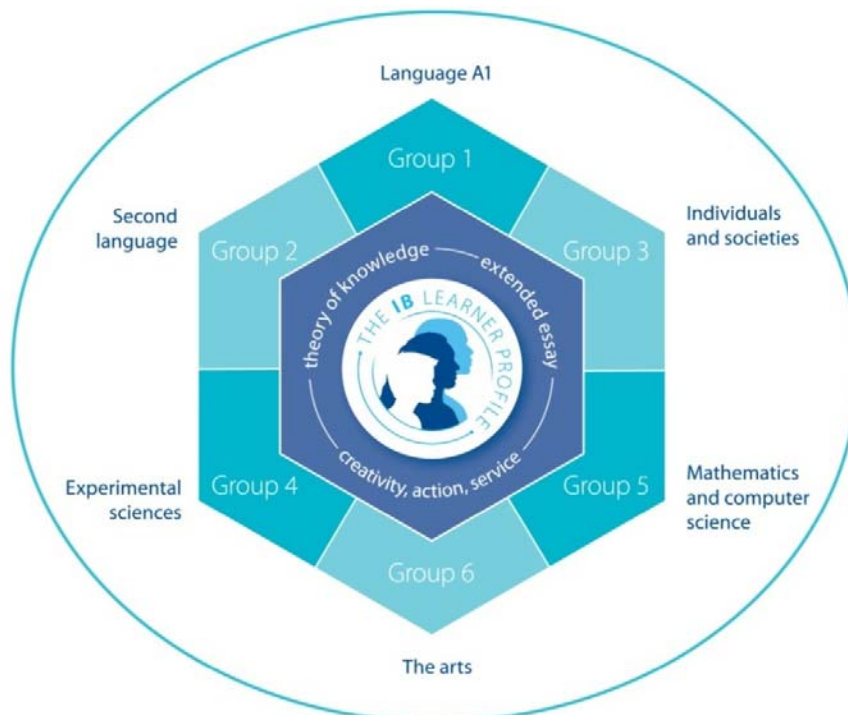 Language A1
Group 1
Second
language
Group 2
Group 3
Individuals
and societies
theory of knowledge
extended essay
THE IB LEARNER PROFILE
creativity, action, service
Experimental
sciences
Group 4
Group 5
Mathematics
and computer
science
Group 6
The arts